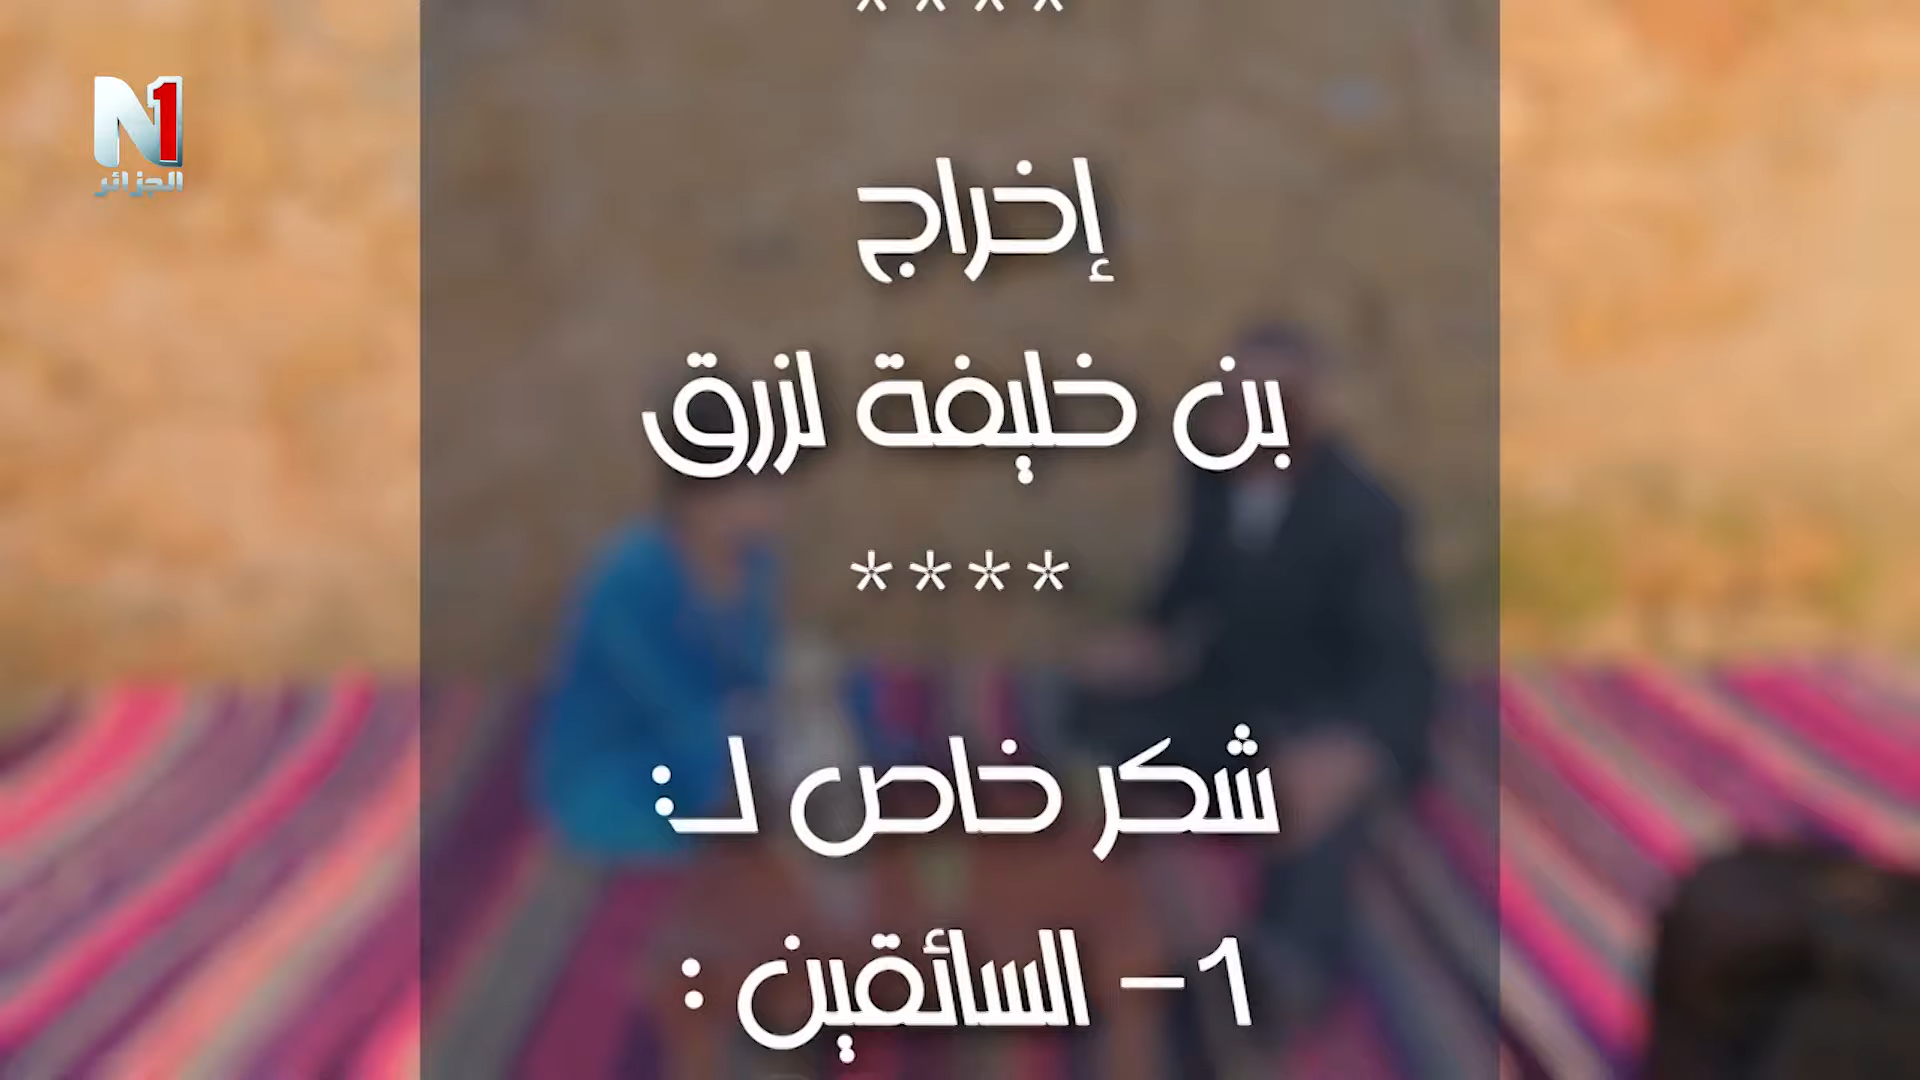 N1
الجزائر
****
إخراج
بن خليفة لزرق
****
شكر خاص لـ:
1- السائقين :